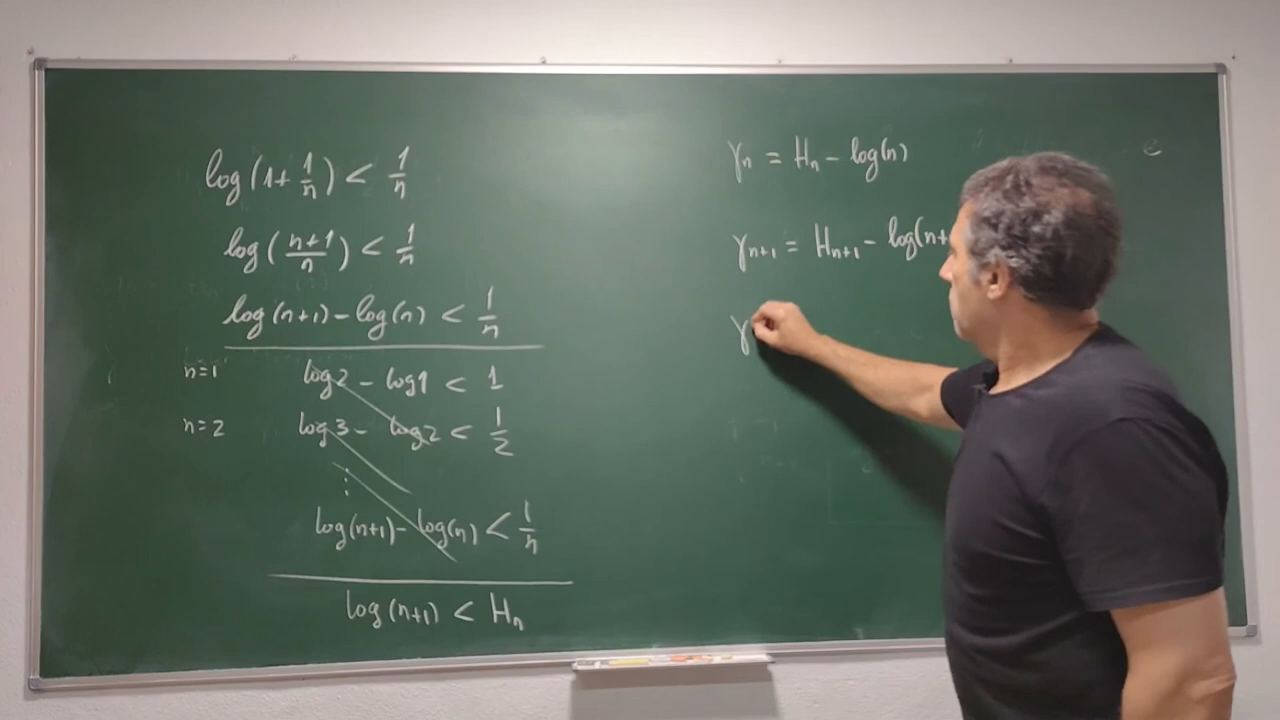 log(1+1/n) < 1/n
log((n+1)/n) < 1/n
log(n+1) - log(n) < 1/n
n=1 log2 - log1 < 1
n=2 log3 - log2 < 1/2
⋮
log(n+1) - log(n) < 1/n
log(n+1) < Hₙ
γₙ = Hₙ - log(n)
γₙ₊₁ = Hₙ₊₁ - log(n+
γ
e